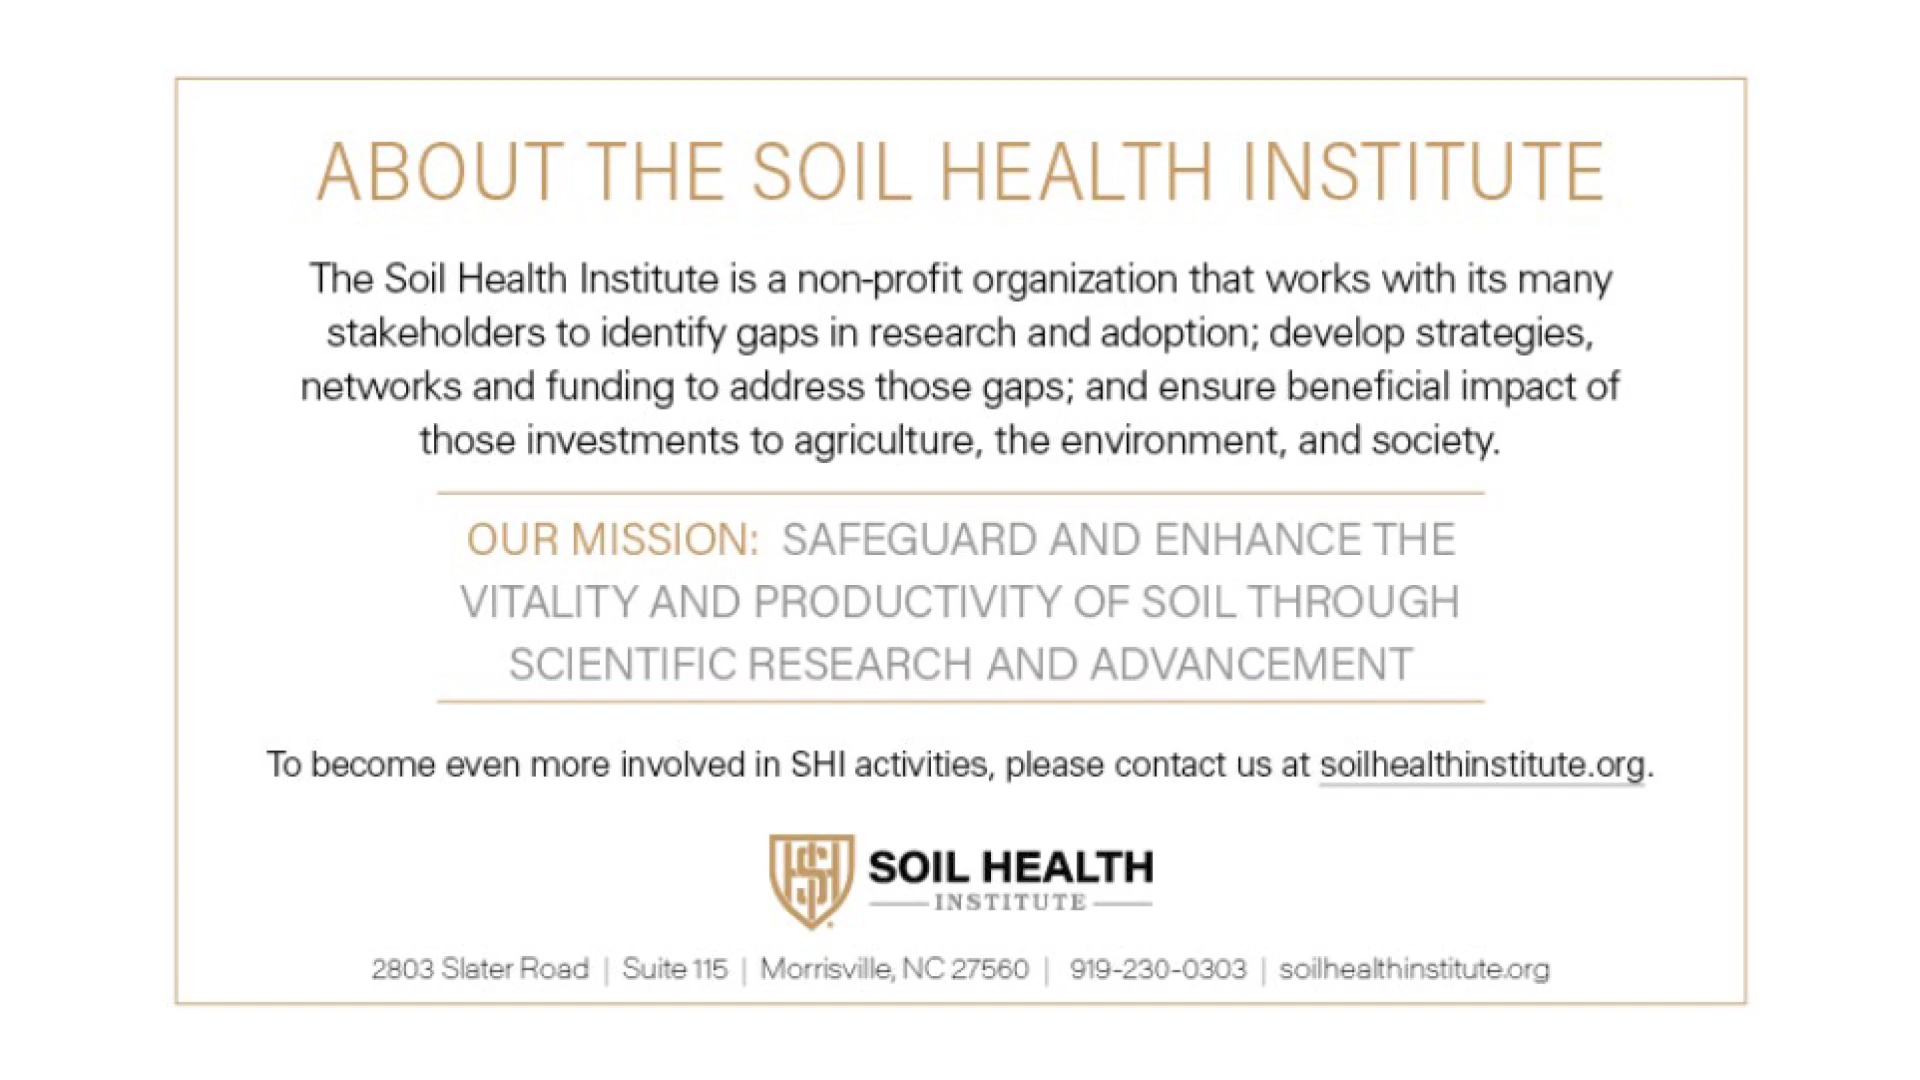 ABOUT THE SOIL HEALTH INSTITUTE
The Soil Health Institute is a non-profit organization that works with its many
stakeholders to identify gaps in research and adoption; develop strategies,
networks and funding to address those gaps; and ensure beneficial impact of
those investments to agriculture, the environment, and society.
OUR MISSION: SAFEGUARD AND ENHANCE THE
VITALITY AND PRODUCTIVITY OF SOIL THROUGH
SCIENTIFIC RESEARCH AND ADVANCEMENT
To become even more involved in SHI activities, please contact us at soilhealthinstitute.org.
SHI
SOIL HEALTH
INSTITUTE
2803 Slater Road | Suite 115 | Morrisville, NC 27560 | 919-230-0303 | soilhealthinstitute.org